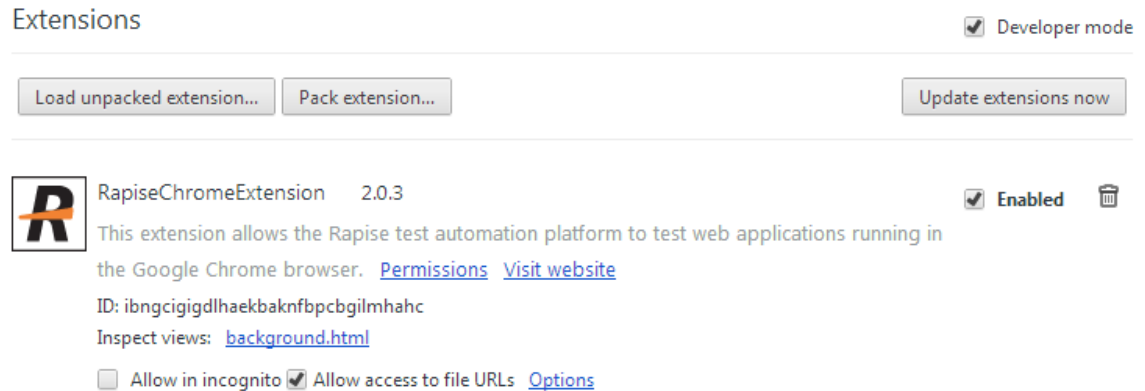 Extensions
Developer mode
Load unpacked extension... Pack extension... Update extensions now
RapiseChromeExtension 2.0.3
Enabled
This extension allows the Rapise test automation platform to test web applications running in
the Google Chrome browser. Permissions Visit website
ID: ibngcigigdlhaekbaknfbpcbgilmhahc
Inspect views: background.html
Allow in incognito Allow access to file URLs Options